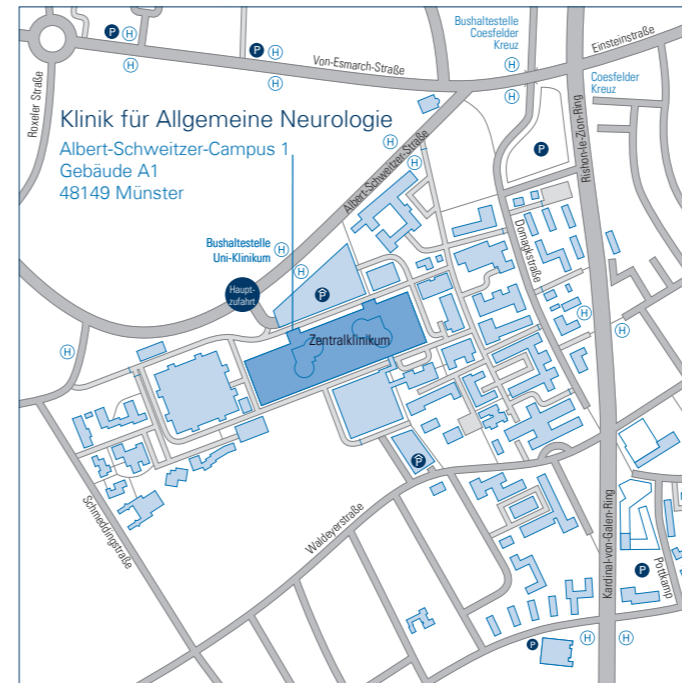 P
H
H
P
H
H
Von-Esmarch-Straße
Bushaltestelle
Coesfelder
Kreuz
H
H
Einsteinstraße
Coesfelder
Kreuz
H
H
Roxeler Straße
Klinik für Allgemeine Neurologie
Albert-Schweitzer-Campus 1
Gebäude A1
48149 Münster
Albert-Schweitzer-Straße
H
H
P
Rishon-le-Zion-Ring
Domagkstraße
Bushaltestelle
Uni-Klinikum
H
H
Haupt-
zufahrt
P
Zentralklinikum
H
H
H
P
Schmeddingstraße
Waldeyerstraße
Kardinal-von-Galen-Ring
P
Pottkamp
P
H
H